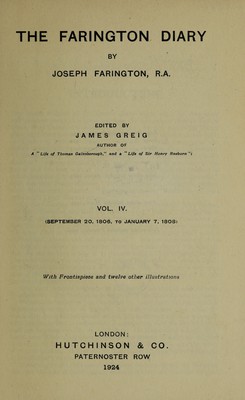 THE FARINGTON DIARY
BY
JOSEPH FARINGTON, R.A.
EDITED BY
JAMES GREIG
AUTHOR OF
A "Life of Thomas Gainsborough," and a "Life of Sir Henry Raeburn";
VOL. IV.
(SEPTEMBER 20, 1806, TO JANUARY 7, 1808)
With Frontispiece and twelve other illustrations
LONDON:
HUTCHINSON & CO.
PATERNOSTER ROW
1924